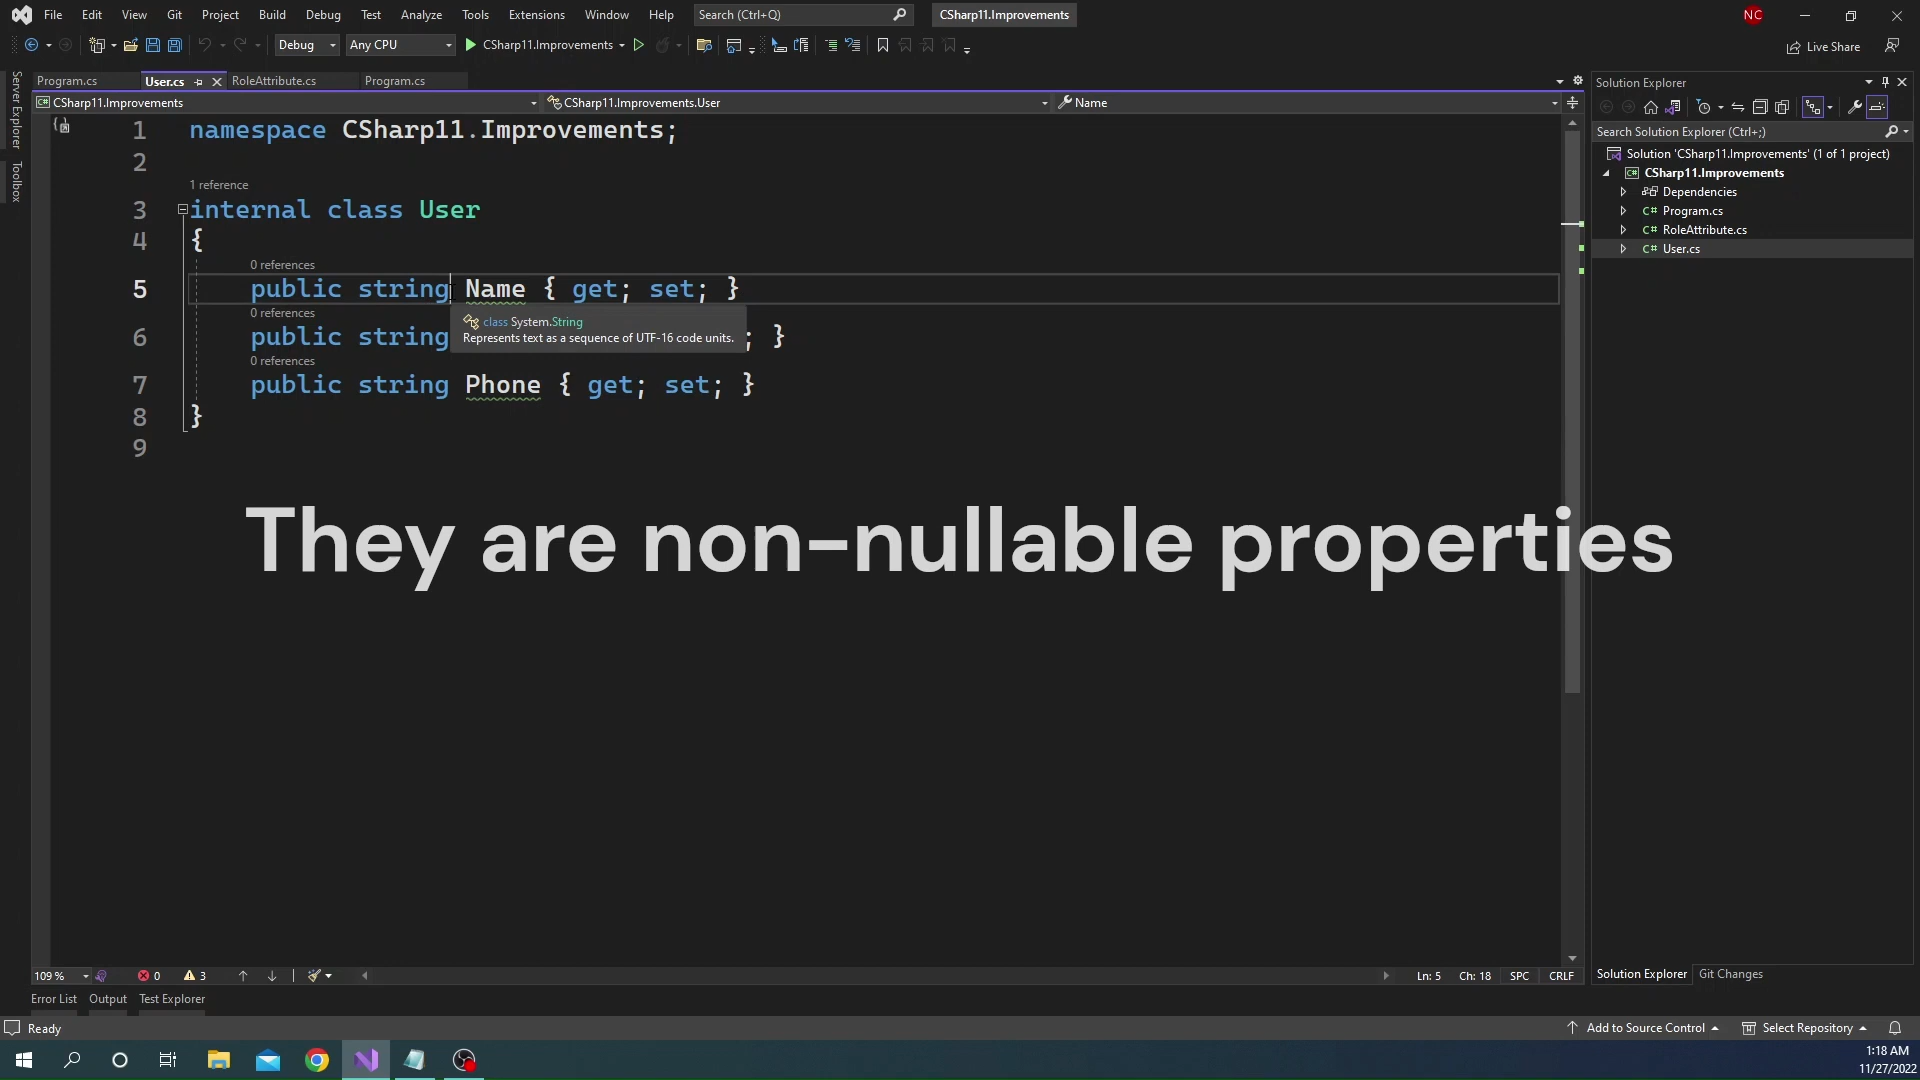 File Edit View Git Project Build Debug Test Analyze Tools Extensions Window Help Search (Ctrl+Q) CSharp11.Improvements NC
Debug Any CPU CSharp11.Improvements Live Share
Server Explorer
Toolbox
Program.cs User.cs RoleAttribute.cs Program.cs
CSharp11.Improvements CSharp11.Improvements.User Name
1 namespace CSharp11.Improvements;
2
1 reference
3 internal class User
4 {
0 references
5 public string Name { get; set; }
0 references
class System.String
Represents text as a sequence of UTF-16 code units.
6 public string ; }
0 references
7 public string Phone { get; set; }
8 }
9
They are non-nullable properties
Solution Explorer
Search Solution Explorer (Ctrl+;)
Solution 'CSharp11.Improvements' (1 of 1 project)
C# CSharp11.Improvements
Dependencies
C# Program.cs
C# RoleAttribute.cs
C# User.cs
109 % 0 3 Ln: 5 Ch: 18 SPC CRLF
Solution Explorer Git Changes
Error List Output Test Explorer
Ready Add to Source Control Select Repository
1:18 AM
11/27/2022